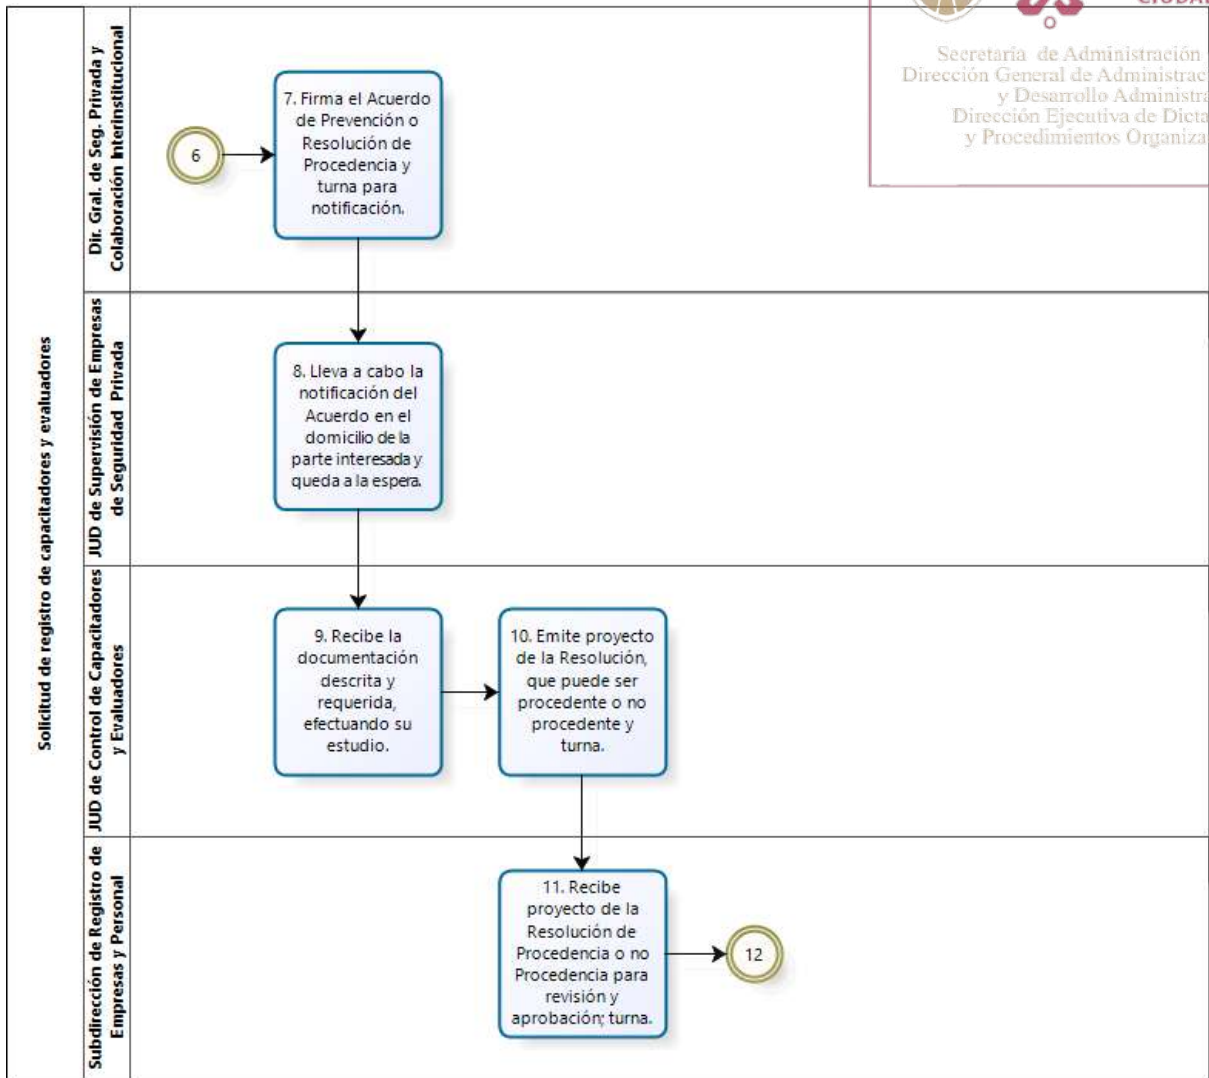 CIUDA
Secretaría de Administración
Dirección General de Administrac
y Desarrollo Administra
Dirección Ejecutiva de Dicta
y Procedimientos Organiza
Solicitud de registro de capacitadores y evaluadores
Dir. Gral. de Seg. Privada y
Colaboración Interinstitucional
6
7. Firma el Acuerdo
de Prevención o
Resolución de
Procedencia y
turna para
notificación.
JUD de Supervisión de Empresas
de Seguridad Privada
8. Lleva a cabo la
notificación del
Acuerdo en el
domicilio de la
parte interesada y
queda a la espera.
JUD de Control de Capacitadores
y Evaluadores
9. Recibe la
documentación
descrita y
requerida,
efectuando su
estudio.
10. Emite proyecto
de la Resolución,
que puede ser
procedente o no
procedente y
turna.
Subdirección de Registro de
Empresas y Personal
11. Recibe
proyecto de la
Resolución de
Procedencia o no
Procedencia para
revisión y
aprobación; turna.
12